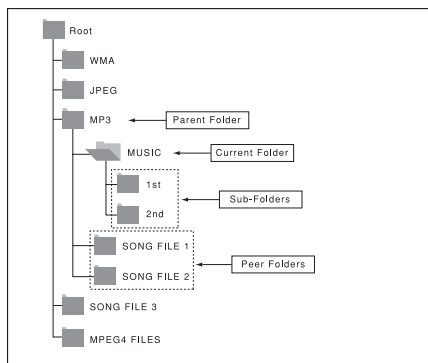 Root
WMA
JPEG
MP3
Parent Folder
MUSIC
Current Folder
1st
2nd
Sub-Folders
SONG FILE 1
SONG FILE 2
Peer Folders
SONG FILE 3
MPEG4 FILES